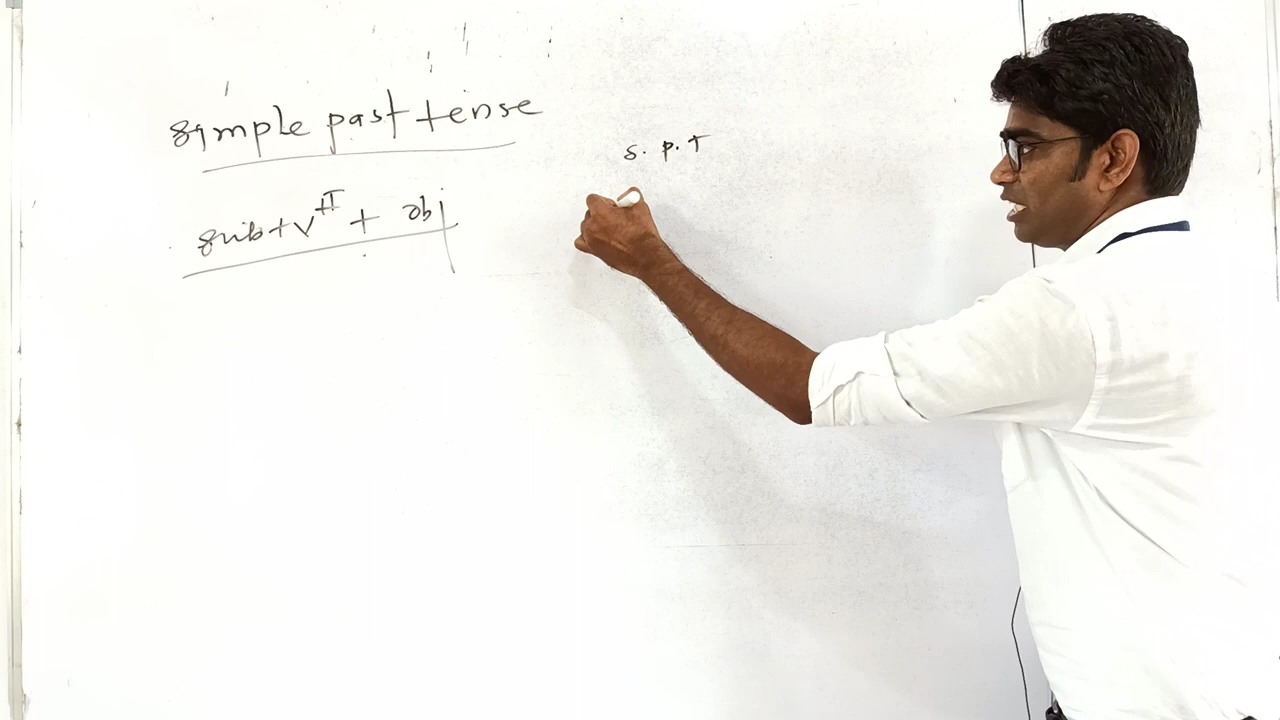 simple past tense
sub+v^II + obj
s. p. t